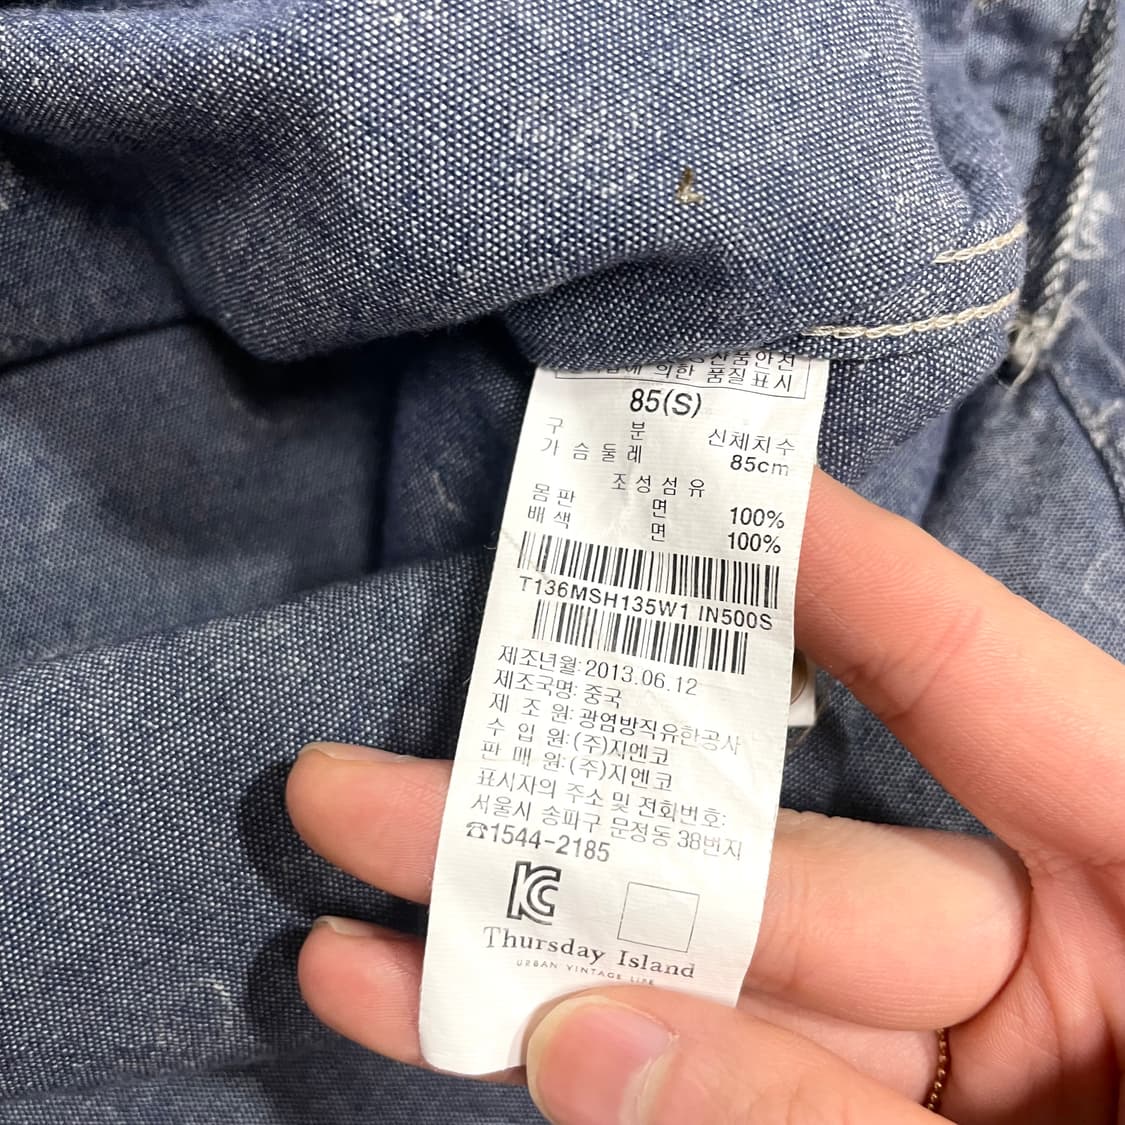 품안전
의한 품질표시
85(S)
구 분 신체치수
가슴둘레 85cm
조성섬유
몸판 면 100%
배색 면 100%
T136MSH135W1 IN500S
제조년월: 2013.06.12
제조국명: 중국
제 조 원: 광염방직유한공사
수 입 원: (주)지엔코
판 매 원: (주)지엔코
표시자의 주소 및 전화번호:
서울시 송파구 문정동 38번지
☎1544-2185
KC
Thursday Island
URBAN VINTAGE LIFE